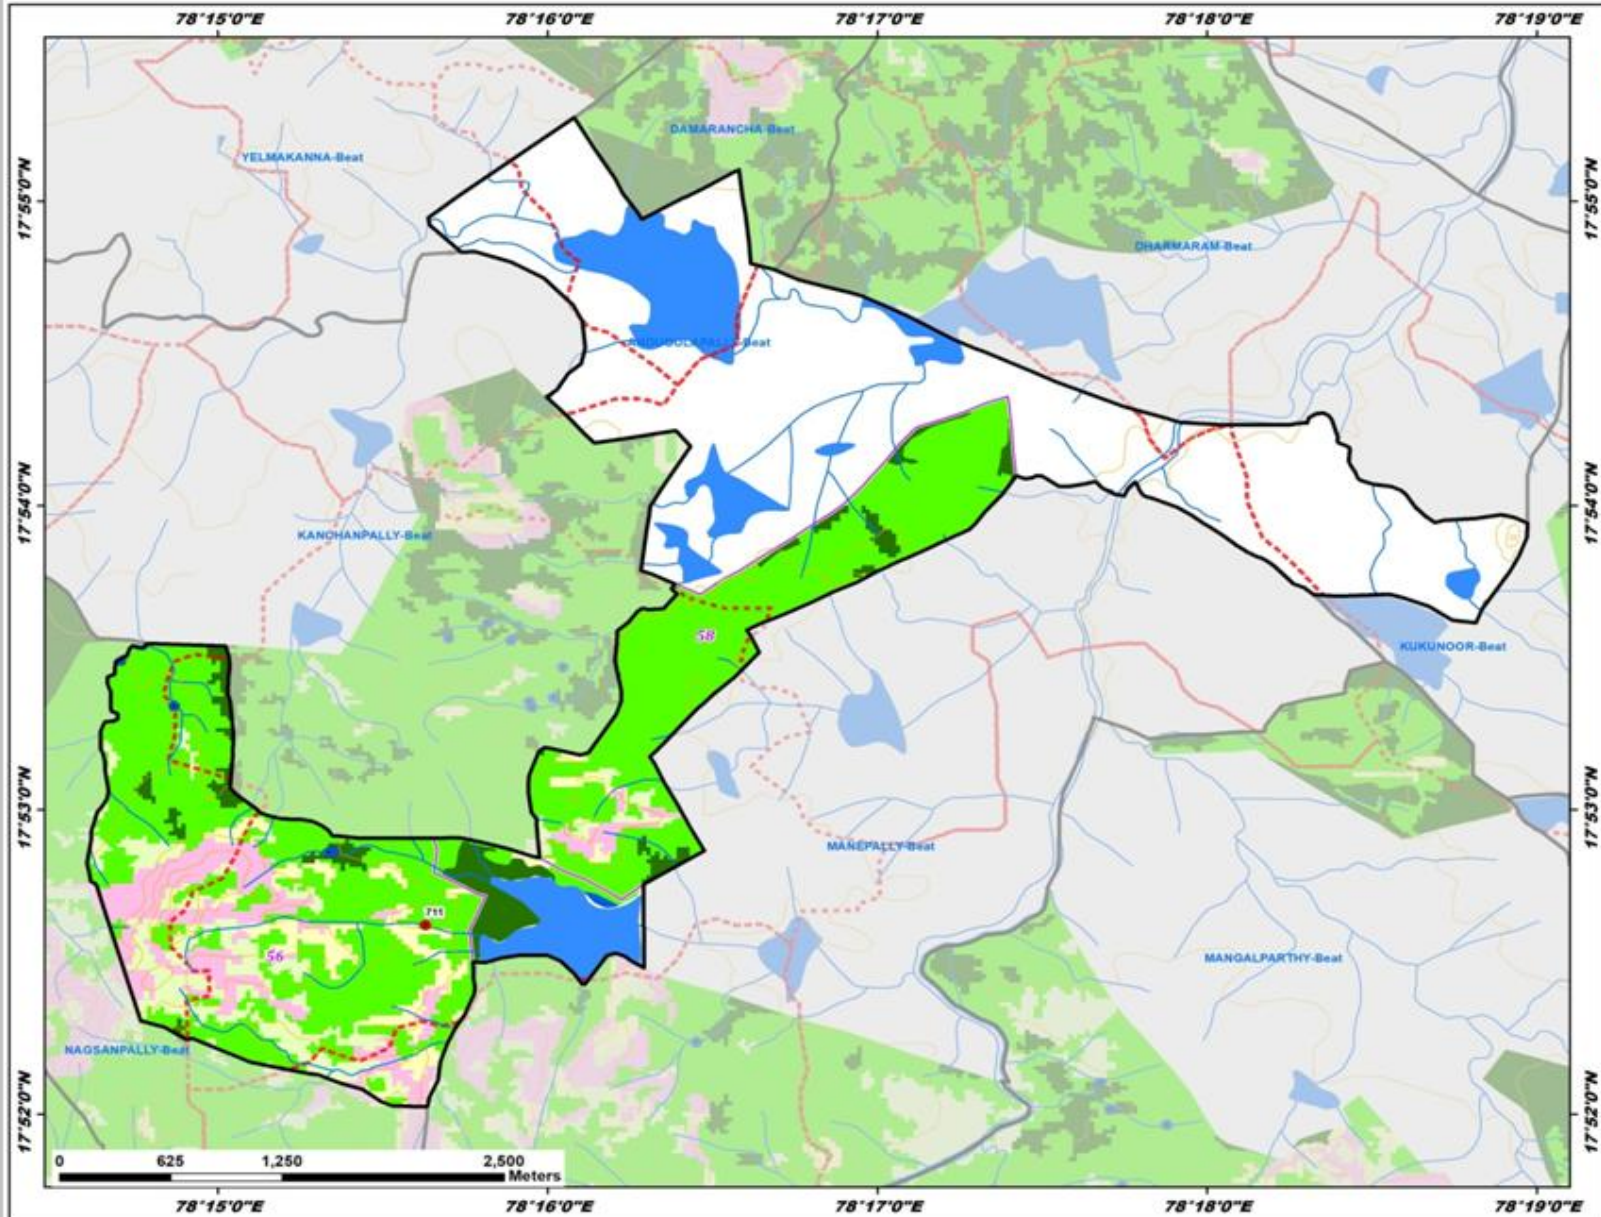 78°15'0"E 78°16'0"E 78°17'0"E 78°18'0"E 78°19'0"E
DAMARANCHA-Beat
YELMAKANNA-Beat
17°55'0"N 17°55'0"N
DHARMARAM-Beat
-Beat
17°54'0"N 17°54'0"N
KANCHANPALLY-Beat
58
KUKUNOOR-Beat
17°53'0"N 17°53'0"N
MANEPALLY-Beat
711
56
MANGALPARTHY-Beat
NAGSANPALLY-Beat
17°52'0"N 17°52'0"N
0 625 1,250 2,500
Meters
78°15'0"E 78°16'0"E 78°17'0"E 78°18'0"E 78°19'0"E